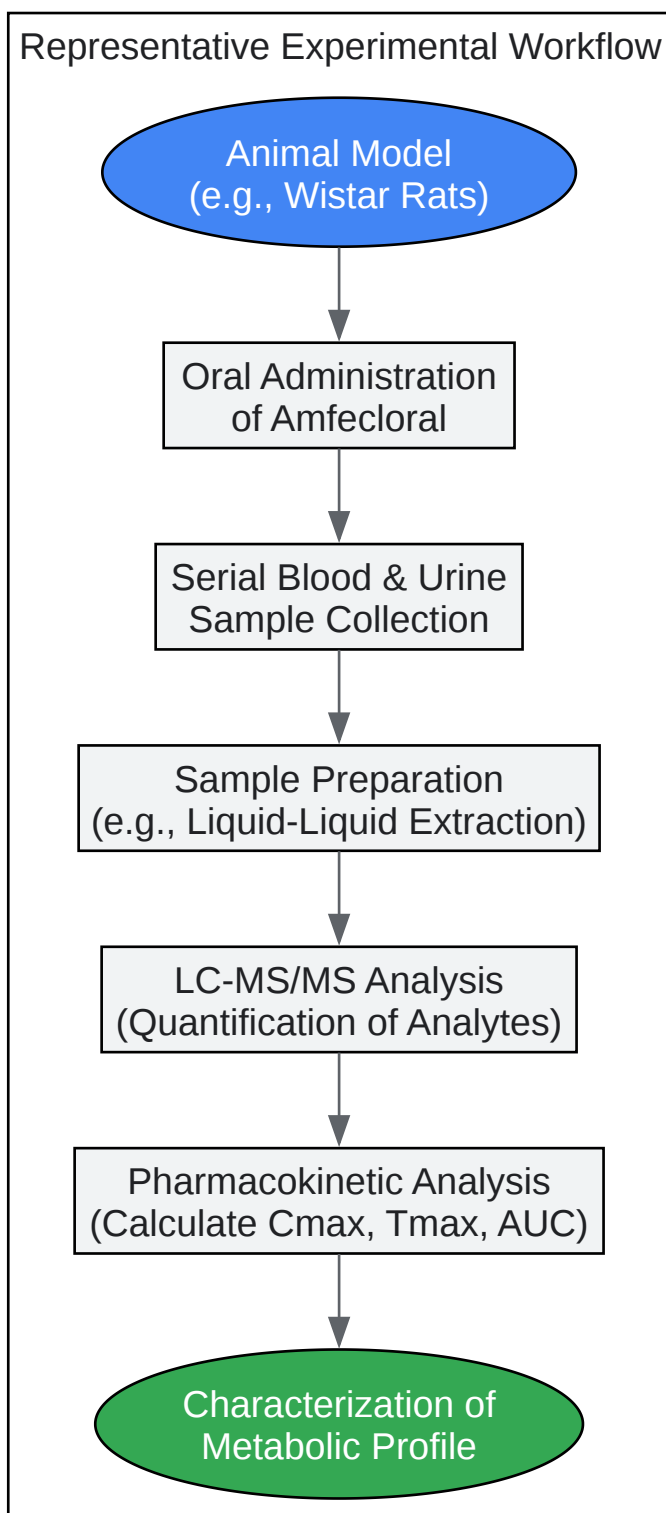 Representative Experimental Workflow
Animal Model
(e.g., Wistar Rats)
Oral Administration
of Amfecloral
Serial Blood & Urine
Sample Collection
Sample Preparation
(e.g., Liquid-Liquid Extraction)
LC-MS/MS Analysis
(Quantification of Analytes)
Pharmacokinetic Analysis
(Calculate Cmax, Tmax, AUC)
Characterization of
Metabolic Profile